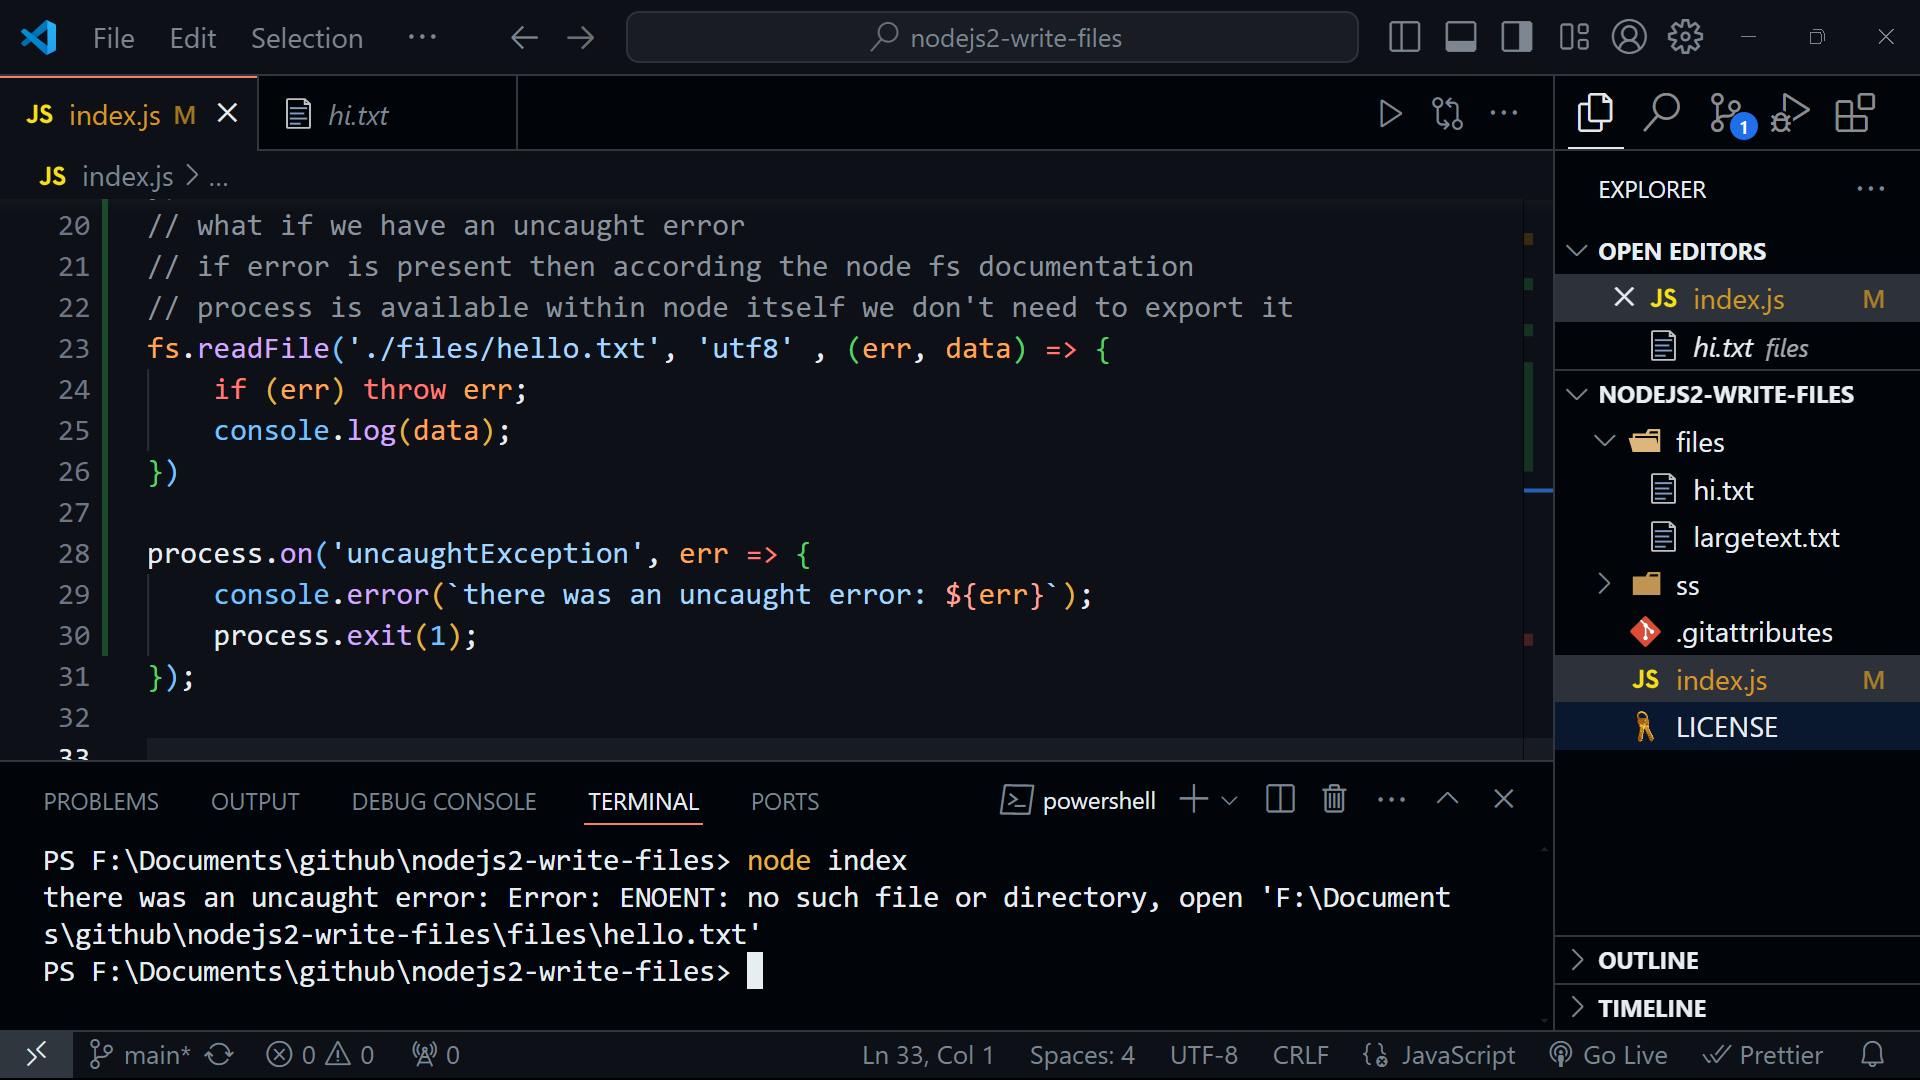 File Edit Selection ··· nodejs2-write-files
JS index.js M hi.txt
JS index.js > ...
20 // what if we have an uncaught error
21 // if error is present then according the node fs documentation
22 // process is available within node itself we don't need to export it
23 fs.readFile('./files/hello.txt', 'utf8' , (err, data) => {
24 if (err) throw err;
25 console.log(data);
26 })
27
28 process.on('uncaughtException', err => {
29 console.error(`there was an uncaught error: ${err}`);
30 process.exit(1);
31 });
32
33
PROBLEMS OUTPUT DEBUG CONSOLE TERMINAL PORTS powershell
PS F:\Documents\github\nodejs2-write-files> node index
there was an uncaught error: Error: ENOENT: no such file or directory, open 'F:\Document
s\github\nodejs2-write-files\files\hello.txt'
PS F:\Documents\github\nodejs2-write-files>
1
EXPLORER
OPEN EDITORS
JS index.js M
hi.txt files
NODEJS2-WRITE-FILES
files
hi.txt
largetext.txt
ss
.gitattributes
JS index.js M
LICENSE
OUTLINE
TIMELINE
main* 0 0 0 Ln 33, Col 1 Spaces: 4 UTF-8 CRLF JavaScript Go Live Prettier